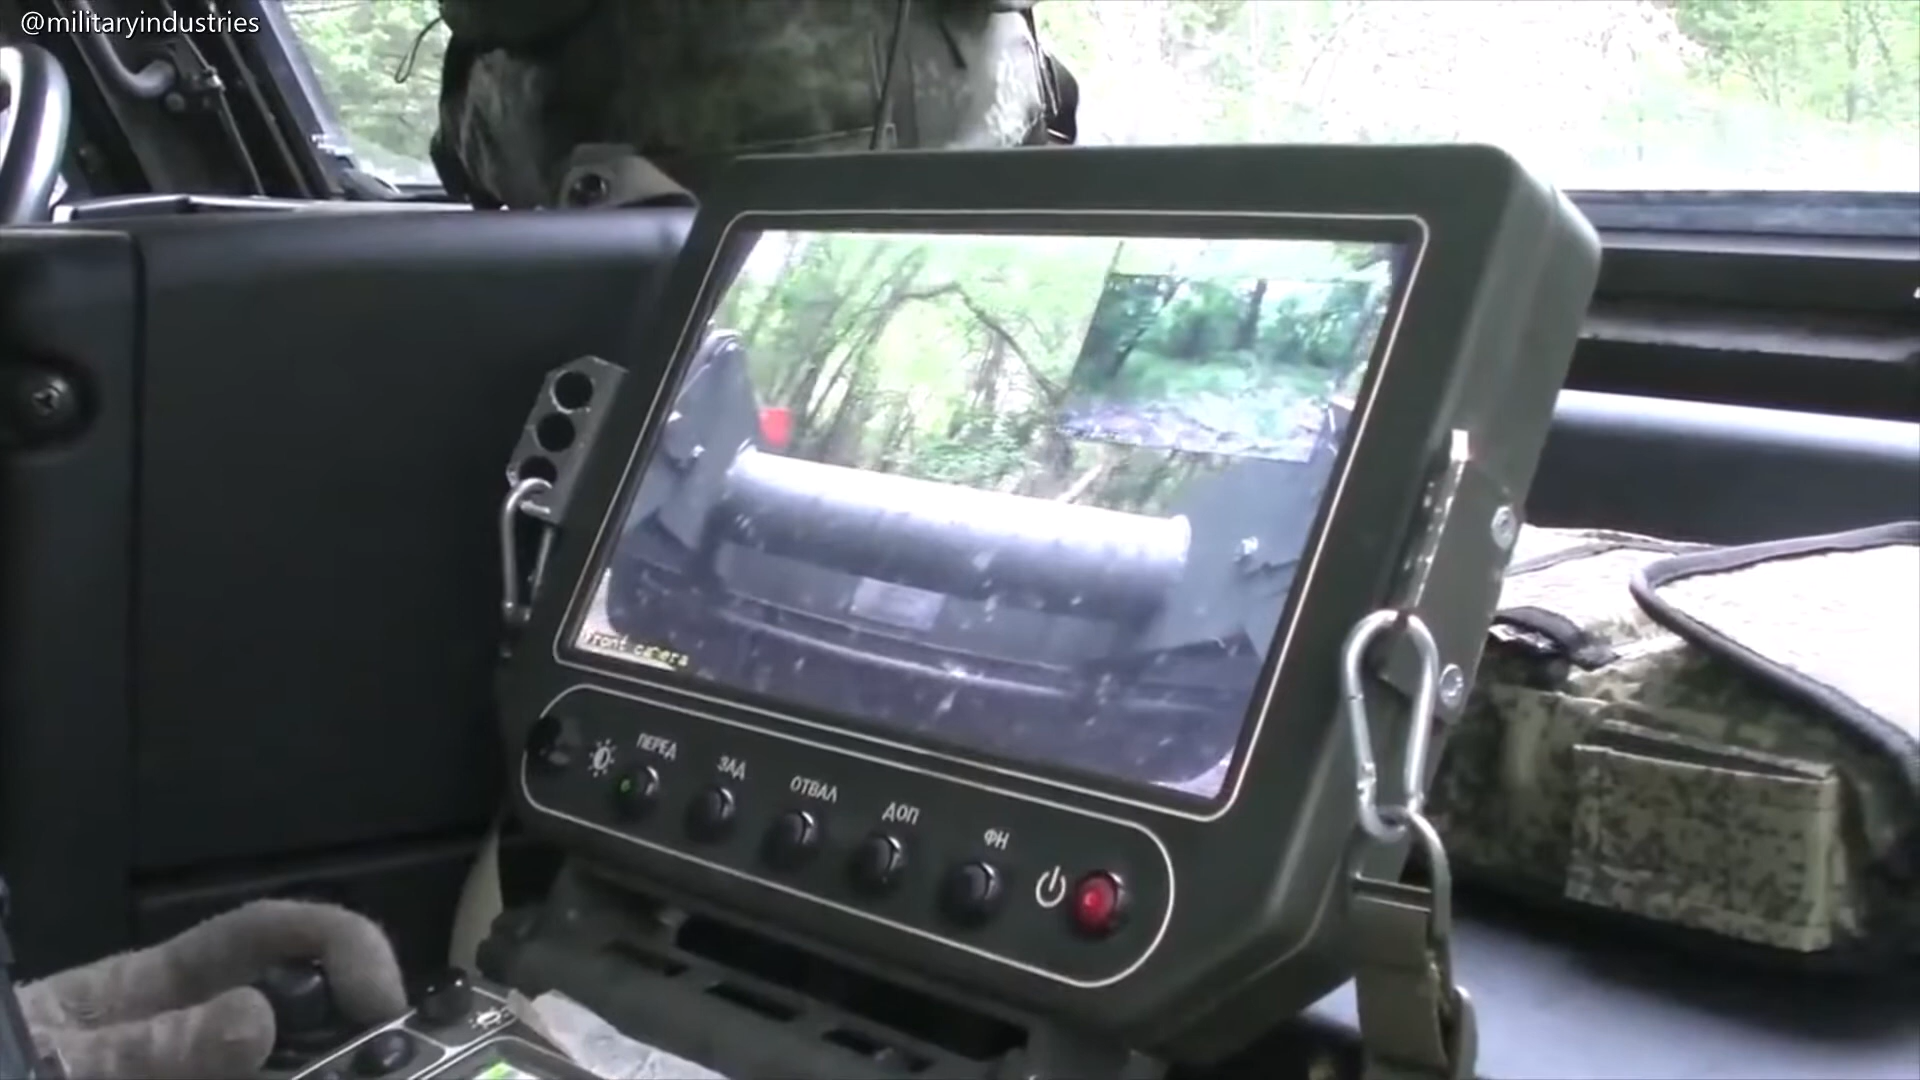 @militaryindustries
front camera
ПЕРЕД
ЗАД
ОТВАЛ
ДОП
ФН